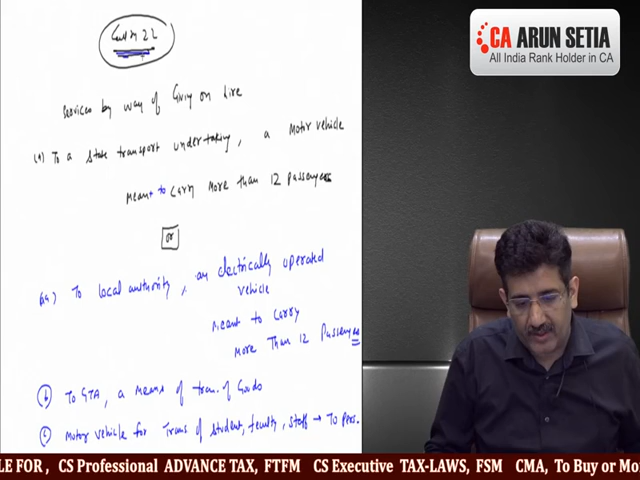 CA ARUN SETIA
All India Rank Holder in CA
22
Services by way of Giving on hire
(a) To a state transport undertaking, a Motor vehicle
meant to Carry More than 12 Passengers
or
(aa) To local authority, an electrically operated
vehicle
Meant to Carry
More Than 12 Passengers
(b) To GTA, a Means of tran. of Goods
(c) Motor vehicle for Trans of student, faculty, staff → To Pers.
LE FOR , CS Professional ADVANCE TAX, FTFM CS Executive TAX-LAWS, FSM CMA, To Buy or Mo